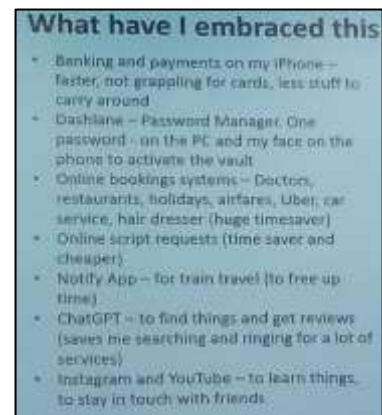 What have I embraced this
• Banking and payments on my iPhone –
faster, not grappling for cards, less stuff to
carry around
• Dashlane – Password Manager. One
password - on the PC and my face on the
phone to activate the vault
• Online bookings systems – Doctors,
restaurants, holidays, airfares, Uber, car
service, hair dresser (huge timesaver)
• Online script requests (time saver and
cheaper)
• Notify App – for train travel (to free up
time)
• ChatGPT – to find things and get reviews
(saves me searching and ringing for a lot of
services)
• Instagram and YouTube – to learn things,
to stay in touch with friends